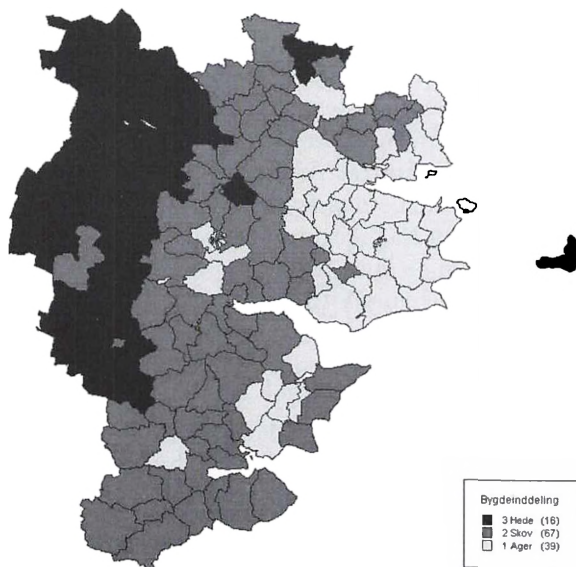 Bygdeinddeling
3 Hede (16)
2 Skov (67)
1 Ager (39)